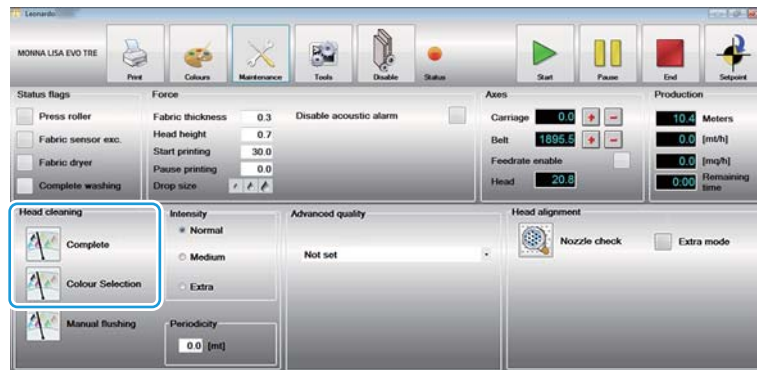 Leonardo
MONNA LISA EVO TRE
Print
Colours
Maintenance
Tools
Disable
Status
Start
Pause
End
Setpoint
Status flags
Press roller
Fabric sensor exc.
Fabric dryer
Complete washing
Force
Fabric thickness 0.3
Head height 0.7
Start printing 30.0
Pause printing 0.0
Drop size
Disable acoustic alarm
Axes
Carriage 0.0 + -
Belt 1895.5 + -
Feedrate enable
Head 20.8
Production
10.4 Meters
0.0 [mt/h]
0.0 [mq/h]
0:00 Remaining
time
Head cleaning
Complete
Colour Selection
Manual flushing
Intensity
Normal
Medium
Extra
Periodicity
0.0 [mt]
Advanced quality
Not set
Head alignment
Nozzle check
Extra mode